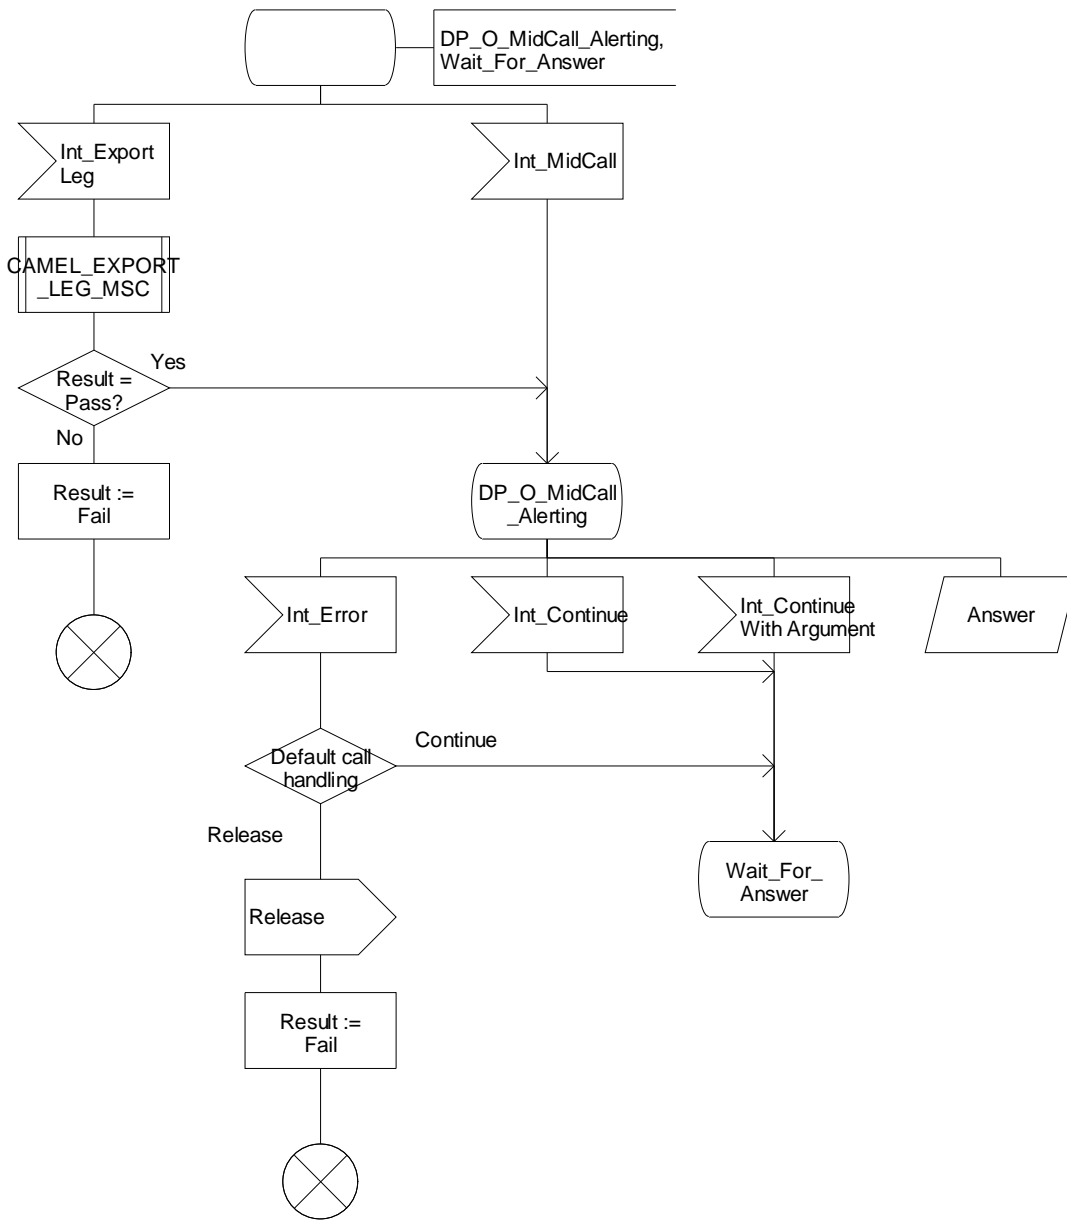 DP_O_MidCall_Alerting,
Wait_For_Answer
Int_Export
Leg
Int_MidCall
CAMEL_EXPORT
_LEG_MSC
Yes
Result =
Pass?
No
Result :=
Fail
DP_O_MidCall
_Alerting
Int_Error
Int_Continue
Int_Continue
With Argument
Answer
Continue
Default call
handling
Release
Wait_For_
Answer
Release
Result :=
Fail